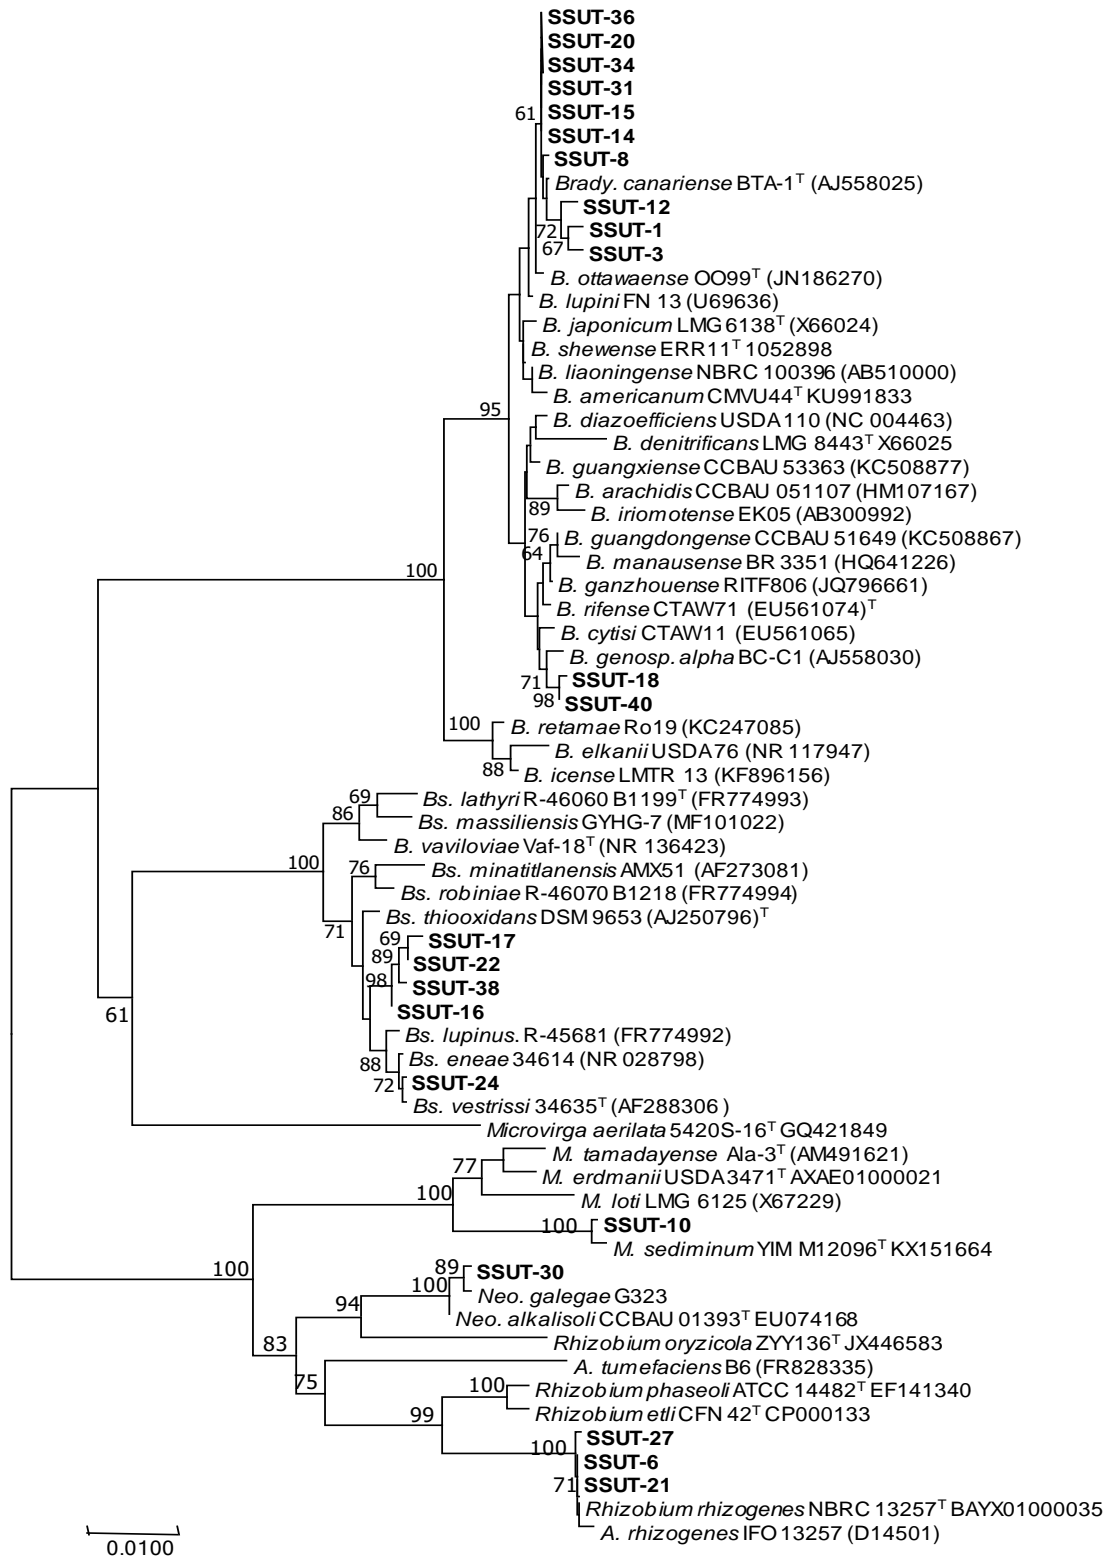 SSUT-36
SSUT-20
SSUT-34
SSUT-31
SSUT-15
61
SSUT-14
SSUT-8
Brady. canariense BTA-1T (AJ558025)
SSUT-12
72
SSUT-1
67
SSUT-3
B. ottawaense OO99T (JN186270)
B. lupini FN 13 (U69636)
B. japonicum LMG 6138T (X66024)
B. shewense ERR11T 1052898
B. liaoningense NBRC 100396 (AB510000)
B. americanum CMVU44T KU991833
95
B. diazoefficiens USDA 110 (NC 004463)
B. denitrificans LMG 8443T X66025
B. guangxiense CCBAU 53363 (KC508877)
B. arachidis CCBAU 051107 (HM107167)
89
B. iriomotense EK05 (AB300992)
76
B. guangdongense CCBAU 51649 (KC508867)
64
B. manausense BR 3351 (HQ641226)
100
B. ganzhouense RITF806 (JQ796661)
B. rifense CTAW71 (EU561074)T
B. cytisi CTAW11 (EU561065)
B. genosp. alpha BC-C1 (AJ558030)
71
SSUT-18
98
SSUT-40
100
B. retamae Ro19 (KC247085)
B. elkanii USDA76 (NR 117947)
88
B. icense LMTR 13 (KF896156)
69
Bs. lathyri R-46060 B1199T (FR774993)
86
Bs. massiliensis GYHG-7 (MF101022)
B. vaviloviae Vaf-18T (NR 136423)
100
76
Bs. minatitlanensis AMX51 (AF273081)
Bs. robiniae R-46070 B1218 (FR774994)
Bs. thiooxidans DSM 9653 (AJ250796)T
71
69
SSUT-17
89
SSUT-22
98
SSUT-38
SSUT-16
61
Bs. lupinus. R-45681 (FR774992)
88
Bs. eneae 34614 (NR 028798)
72
SSUT-24
Bs. vestrissi 34635T (AF288306 )
Microvirga aerilata 5420S-16T GQ421849
M. tamadayense Ala-3T (AM491621)
77
M. erdmanii USDA 3471T AXAE01000021
100
M. loti LMG 6125 (X67229)
100
SSUT-10
M. sediminum YIM M12096T KX151664
100
89
SSUT-30
100
Neo. galegae G323
94
Neo. alkalisoli CCBAU 01393T EU074168
83
Rhizobium oryzicola ZYY136T JX446583
A. tumefaciens B6 (FR828335)
75
100
Rhizobium phaseoli ATCC 14482T EF141340
99
Rhizobium etli CFN 42T CP000133
SSUT-27
100
SSUT-6
71
SSUT-21
Rhizobium rhizogenes NBRC 13257T BAYX01000035
A. rhizogenes IFO 13257 (D14501)
0.0100